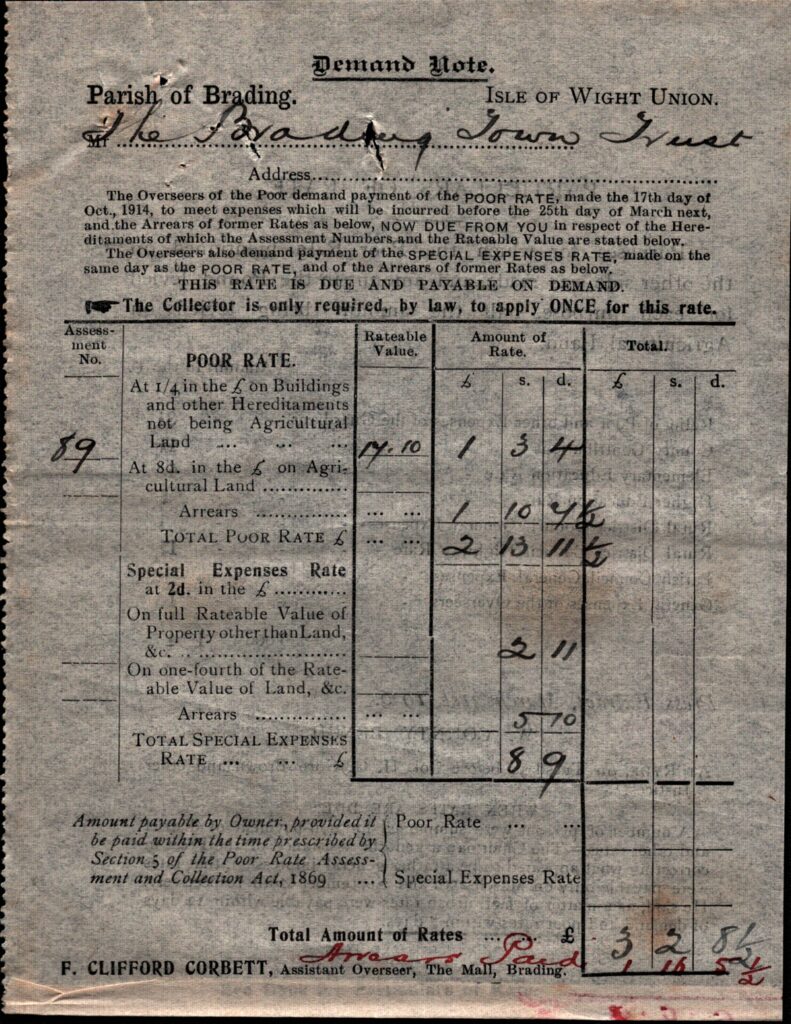 Demand Note.
Parish of Brading. ISLE OF WIGHT UNION.
Mr The Brading Town Trust
Address
The Overseers of the Poor demand payment of the POOR RATE, made the 17th day of
Oct., 1914, to meet expenses which will be incurred before the 25th day of March next,
and the Arrears of former Rates as below, NOW DUE FROM YOU in respect of the Here-
ditaments of which the Assessment Numbers and the Rateable Value are stated below.
The Overseers also demand payment of the SPECIAL EXPENSES RATE, made on the
same day as the POOR RATE, and of the Arrears of former Rates as below.
THIS RATE IS DUE AND PAYABLE ON DEMAND.
The Collector is only required, by law, to apply ONCE for this rate.
Assess-
ment
No.
POOR RATE.
Rateable
Value.
Amount of
Rate.
Total.
£ s. d. £ s. d.
At 1/4 in the £ on Buildings
and other Hereditaments
not being Agricultural
89 Land ... ... ... 17.10 1 3 4
At 8d. in the £ on Agri-
cultural Land
Arrears ... ... 1 10 7 ½
TOTAL POOR RATE £ ... ... 2 13 11 ½
Special Expenses Rate
at 2d. in the £
On full Rateable Value of
Property other than Land,
&c. 2 11
On one-fourth of the Rate-
able Value of Land, &c.
Arrears ... ... 5 10
TOTAL SPECIAL EXPENSES
RATE ... ... £ 8 9
Amount payable by Owner, provided it
be paid within the time prescribed by
Section 5 of the Poor Rate Assess-
ment and Collection Act, 1869 ...
Poor Rate ... ...
Special Expenses Rate
Total Amount of Rates ... ... £ 3 2 8½
Arrears Paid 1 16 5 ½
F. CLIFFORD CORBETT, Assistant Overseer, The Mall, Brading.